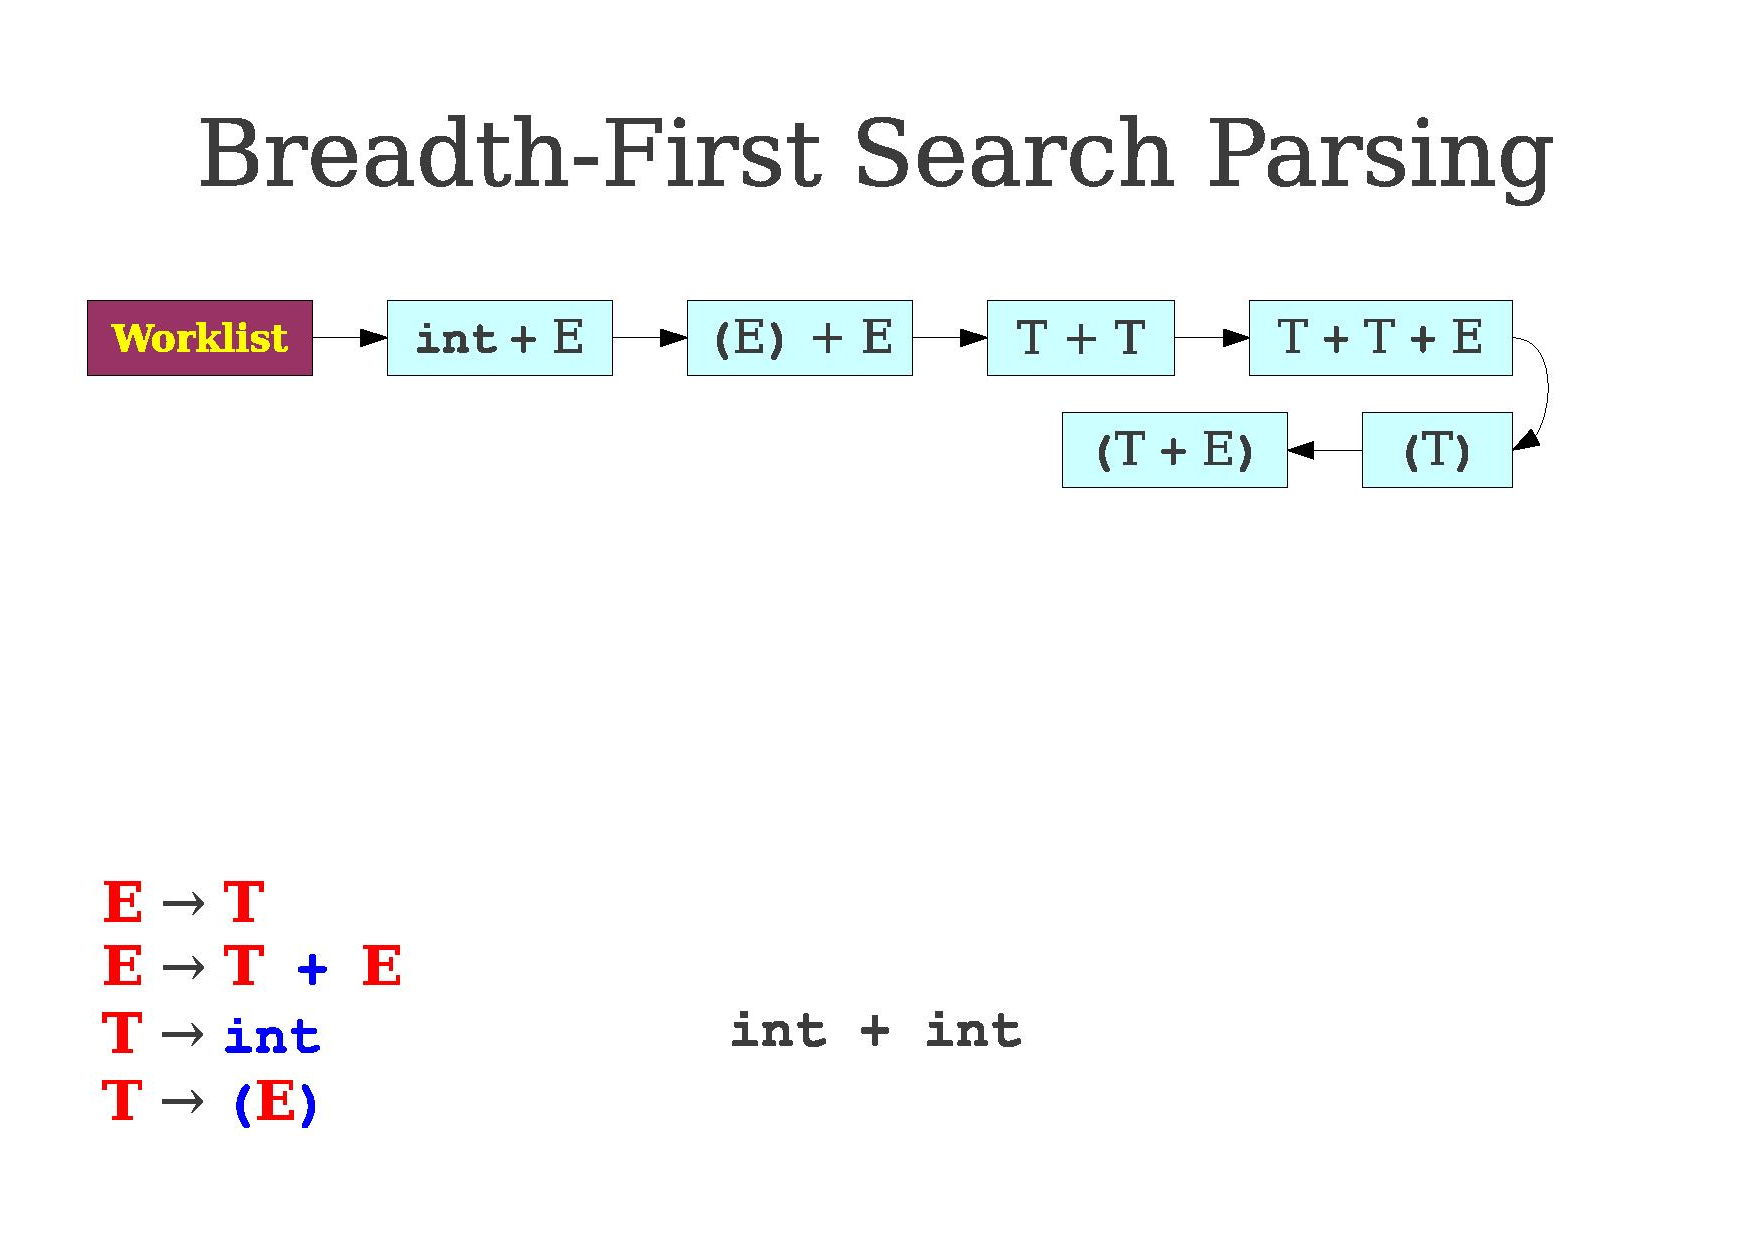 Breadth-First Search Parsing
Worklist int + E (E) + E T + T T + T + E
(T + E) (T)
E → T
E → T + E
T → int
T → (E)
int + int